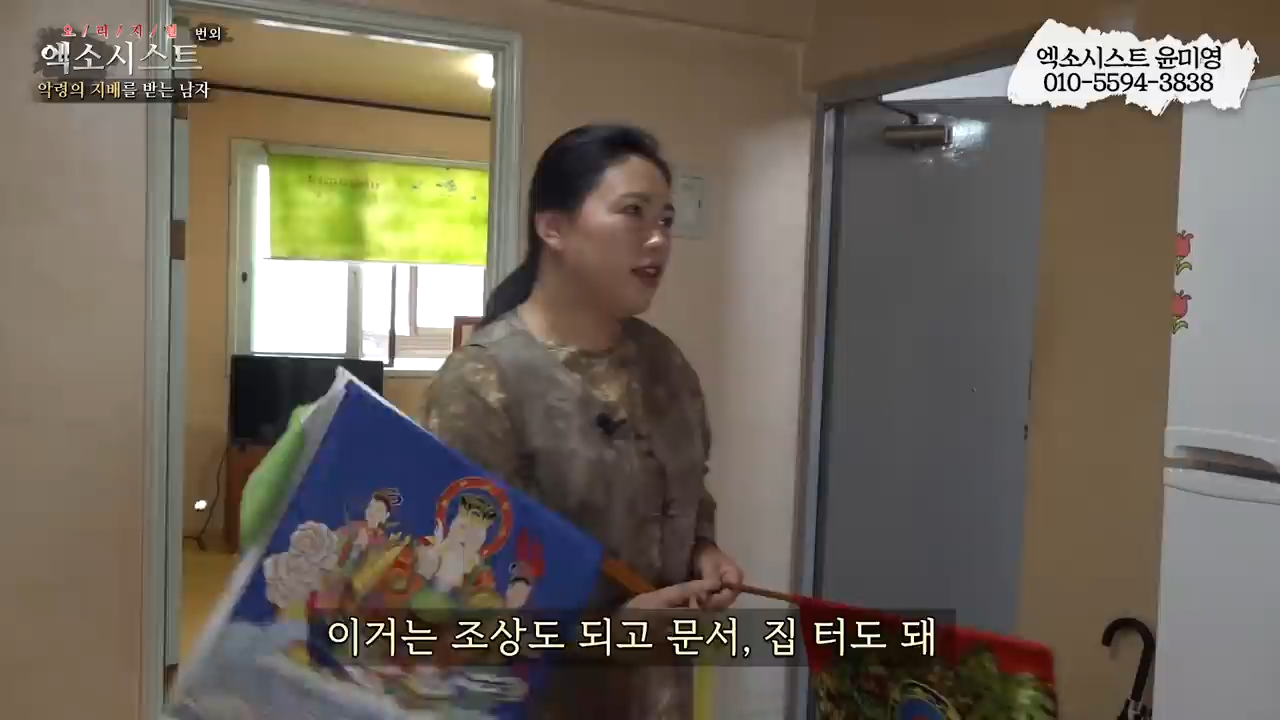 오/리/지/널 번외
엑소시스트
악령의 지배를 받는 남자
엑소시스트 윤미영
010-5594-3838
이거는 조상도 되고 문서, 집 터도 돼